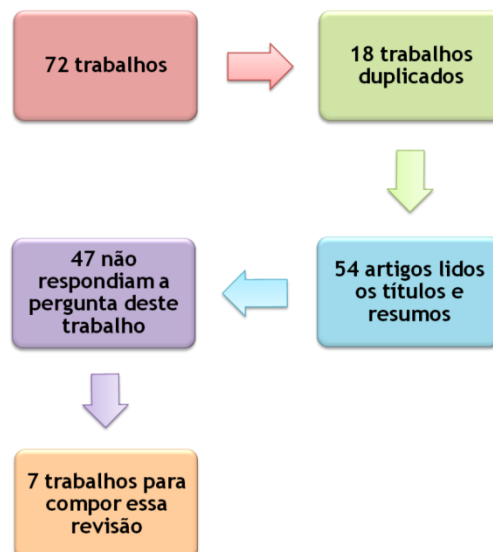 72 trabalhos
18 trabalhos
duplicados
54 artigos lidos
os títulos e
resumos
47 não
respondiam a
pergunta deste
trabalho
7 trabalhos para
compor essa
revisão